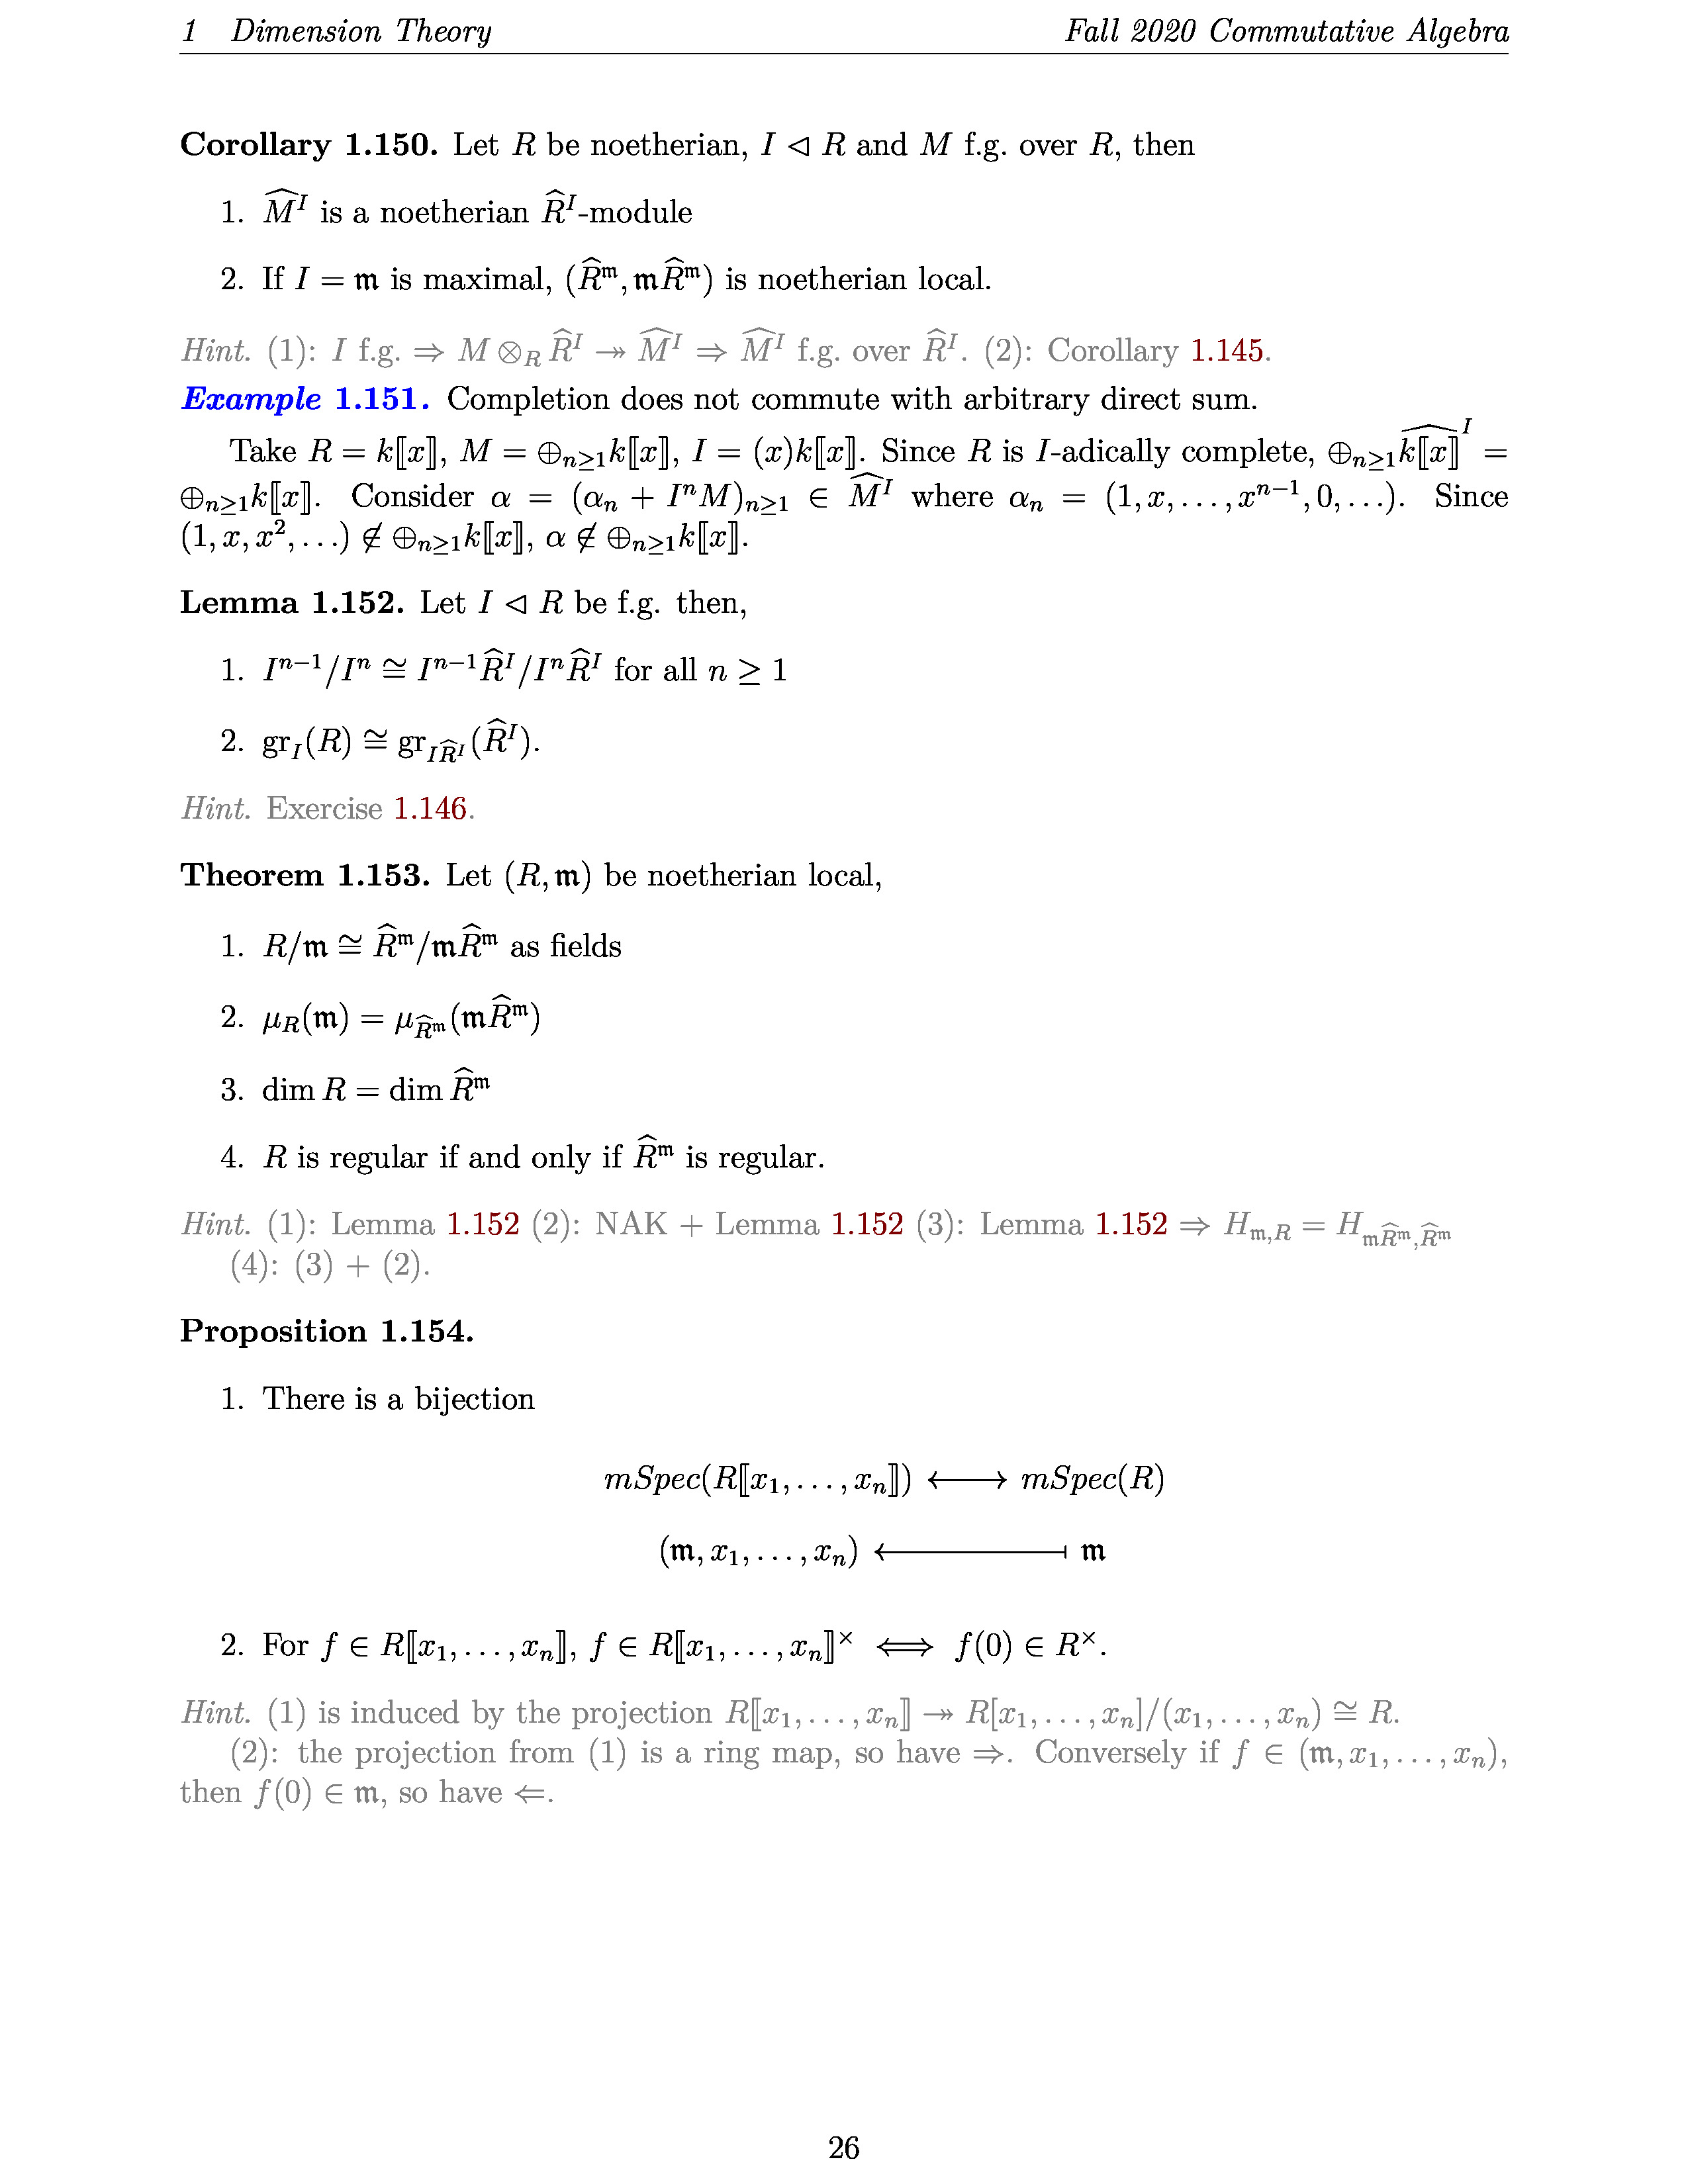 1 Dimension Theory Fall 2020 Commutative Algebra
Corollary 1.150. Let $R$ be noetherian, $I \lhd R$ and $M$ f.g. over $R$, then
1. $\widehat{M}^I$ is a noetherian $\widehat{R}^I$-module
2. If $I = \mathfrak{m}$ is maximal, $(\widehat{R}^{\mathfrak{m}}, \mathfrak{m}\widehat{R}^{\mathfrak{m}})$ is noetherian local.
Hint. (1): $I$ f.g. $\Rightarrow M \otimes_R \widehat{R}^I \twoheadrightarrow \widehat{M}^I \Rightarrow \widehat{M}^I$ f.g. over $\widehat{R}^I$. (2): Corollary 1.145.
Example 1.151. Completion does not commute with arbitrary direct sum.
Take $R = k[\![x]\!]$, $M = \oplus_{n \geq 1} k[\![x]\!]$, $I = (x)k[\![x]\!]$. Since $R$ is $I$-adically complete, $\oplus_{n \geq 1} \widehat{k[\![x]\!]}^I =$
$\oplus_{n \geq 1} k[\![x]\!]$. Consider $\alpha = (\alpha_n + I^n M)_{n \geq 1} \in \widehat{M}^I$ where $\alpha_n = (1, x, \ldots, x^{n-1}, 0, \ldots)$. Since
$(1, x, x^2, \ldots) \notin \oplus_{n \geq 1} k[\![x]\!]$, $\alpha \notin \oplus_{n \geq 1} k[\![x]\!]$.
Lemma 1.152. Let $I \lhd R$ be f.g. then,
1. $I^{n-1}/I^n \cong I^{n-1}\widehat{R}^I/I^n\widehat{R}^I$ for all $n \geq 1$
2. $\mathrm{gr}_I(R) \cong \mathrm{gr}_{I\widehat{R}^I}(\widehat{R}^I)$.
Hint. Exercise 1.146.
Theorem 1.153. Let $(R, \mathfrak{m})$ be noetherian local,
1. $R/\mathfrak{m} \cong \widehat{R}^{\mathfrak{m}}/\mathfrak{m}\widehat{R}^{\mathfrak{m}}$ as fields
2. $\mu_R(\mathfrak{m}) = \mu_{\widehat{R}^{\mathfrak{m}}}(\mathfrak{m}\widehat{R}^{\mathfrak{m}})$
3. $\dim R = \dim \widehat{R}^{\mathfrak{m}}$
4. $R$ is regular if and only if $\widehat{R}^{\mathfrak{m}}$ is regular.
Hint. (1): Lemma 1.152 (2): NAK + Lemma 1.152 (3): Lemma 1.152 $\Rightarrow H_{\mathfrak{m},R} = H_{\mathfrak{m}\widehat{R}^{\mathfrak{m}},\widehat{R}^{\mathfrak{m}}}$
(4): (3) + (2).
Proposition 1.154.
1. There is a bijection
$mSpec(R[\![x_1, \ldots, x_n]\!]) \longleftrightarrow mSpec(R)$
$(\mathfrak{m}, x_1, \ldots, x_n) \longleftarrow\!\shortmid \mathfrak{m}$
2. For $f \in R[\![x_1, \ldots, x_n]\!]$, $f \in R[\![x_1, \ldots, x_n]\!]^\times \iff f(0) \in R^\times$.
Hint. (1) is induced by the projection $R[\![x_1, \ldots, x_n]\!] \twoheadrightarrow R[x_1, \ldots, x_n]/(x_1, \ldots, x_n) \cong R$.
(2): the projection from (1) is a ring map, so have $\Rightarrow$. Conversely if $f \in (\mathfrak{m}, x_1, \ldots, x_n)$,
then $f(0) \in \mathfrak{m}$, so have $\Leftarrow$.
26